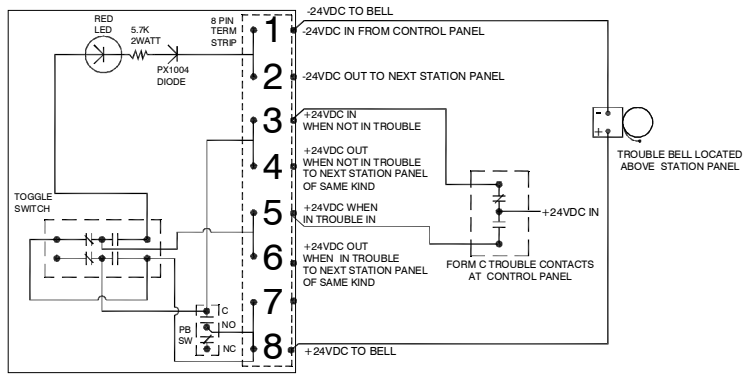 RED
LED
5.7K
2WATT
PX1004
DIODE
8 PIN
TERM
STRIP
1
2
3
4
5
6
7
8
-24VDC TO BELL
-24VDC IN FROM CONTROL PANEL
-24VDC OUT TO NEXT STATION PANEL
+24VDC IN
WHEN NOT IN TROUBLE
+24VDC OUT
WHEN NOT IN TROUBLE
TO NEXT STATION PANEL
OF SAME KIND
+24VDC WHEN
IN TROUBLE IN
+24VDC OUT
WHEN IN TROUBLE
TO NEXT STATION PANEL
OF SAME KIND
+24VDC TO BELL
-
+
TROUBLE BELL LOCATED
ABOVE STATION PANEL
+24VDC IN
FORM C TROUBLE CONTACTS
AT CONTROL PANEL
TOGGLE
SWITCH
PB
SW
C
NO
NC